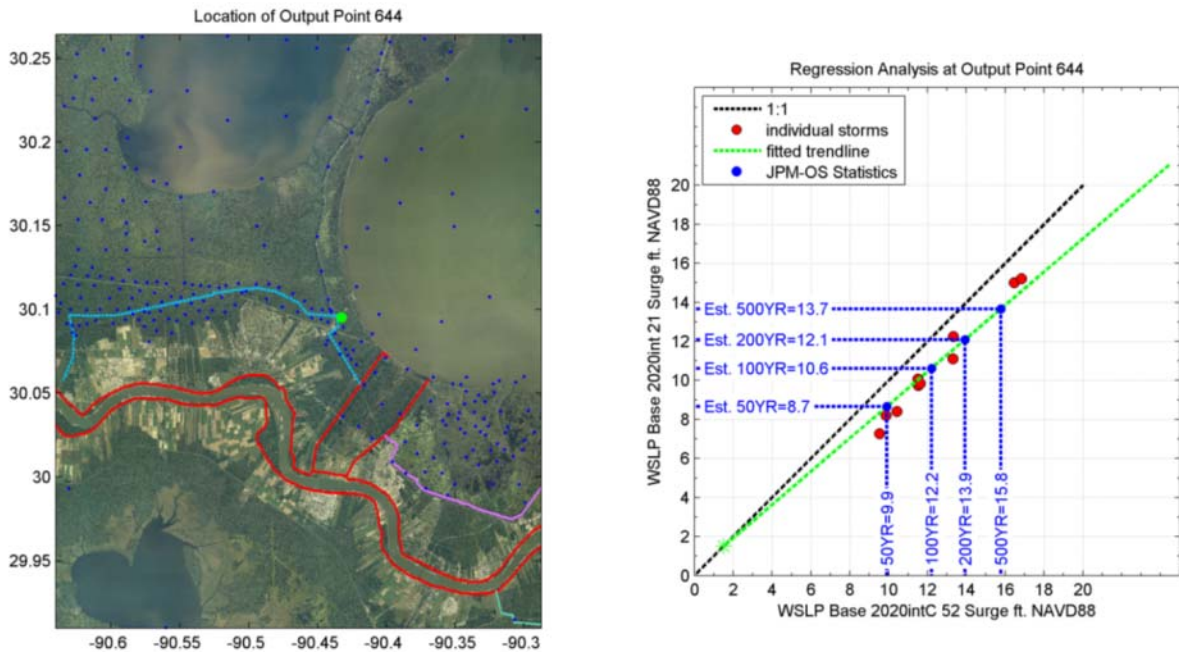 Location of Output Point 644
30.25
30.2
30.15
30.1
30.05
30
29.95
-90.6 -90.55 -90.5 -90.45 -90.4 -90.35 -90.3
Regression Analysis at Output Point 644
1:1
individual storms
fitted trendline
JPM-OS Statistics
WSLP Base 2020int 21 Surge ft. NAVD88
20
18
16
14
12
10
8
6
4
2
0
Est. 500YR=13.7
Est. 200YR=12.1
Est. 100YR=10.6
Est. 50YR=8.7
50YR=9.9
100YR=12.2
200YR=13.9
500YR=15.8
0 2 4 6 8 10 12 14 16 18 20
WSLP Base 2020intC 52 Surge ft. NAVD88